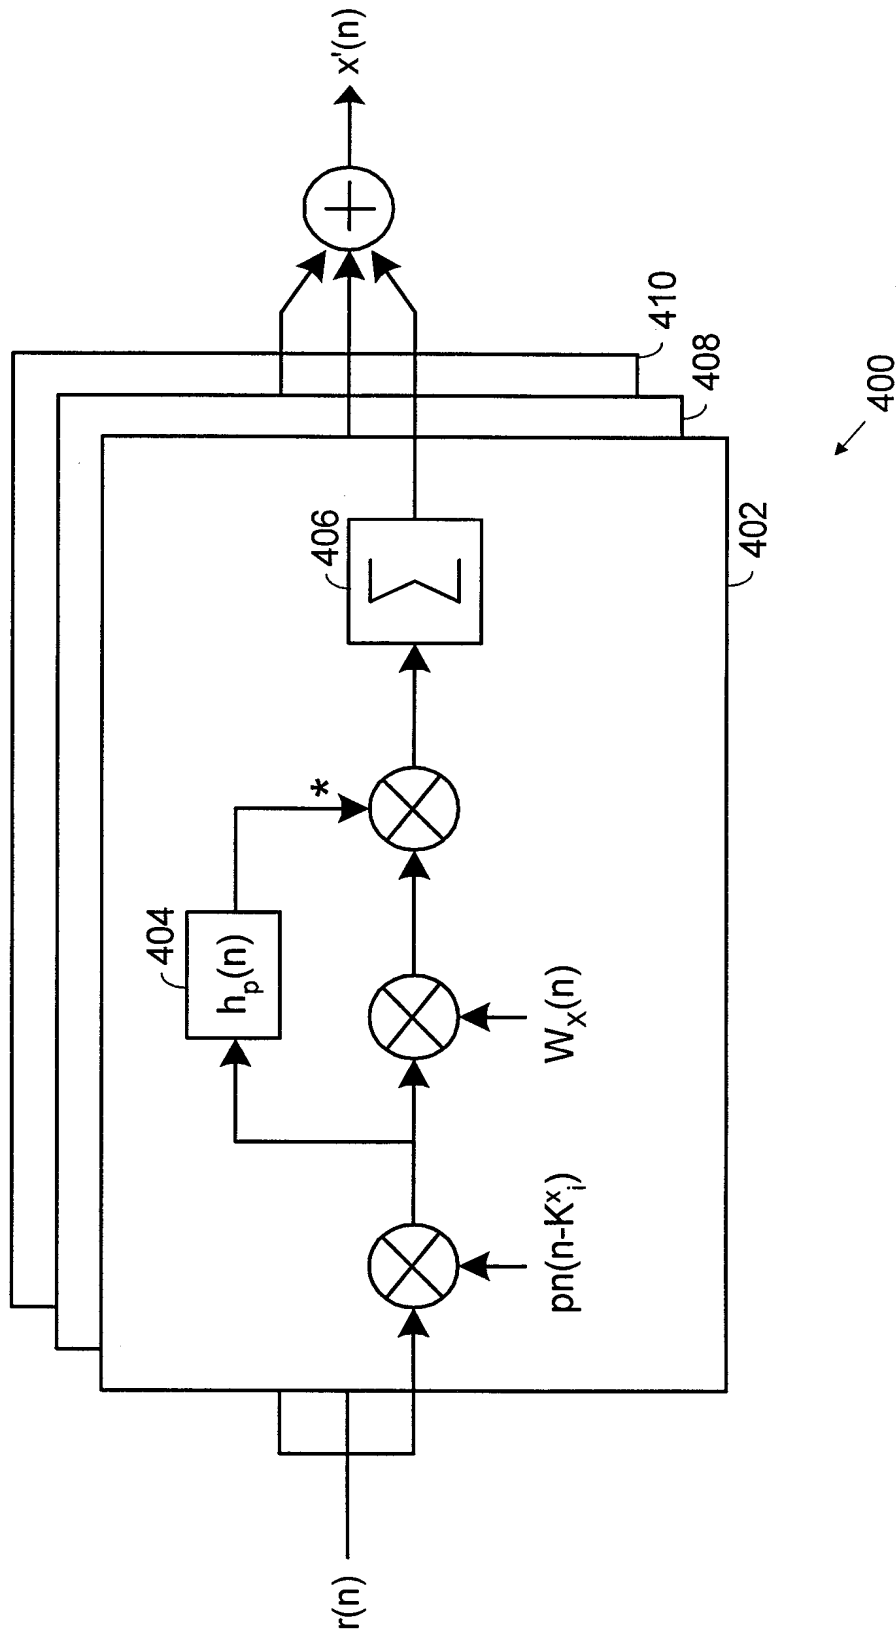 r(n)
pn(n-K^x_i)
W_X(n)
404
h_p(n)
*
406
Σ
402
408
410
+
x'(n)
400